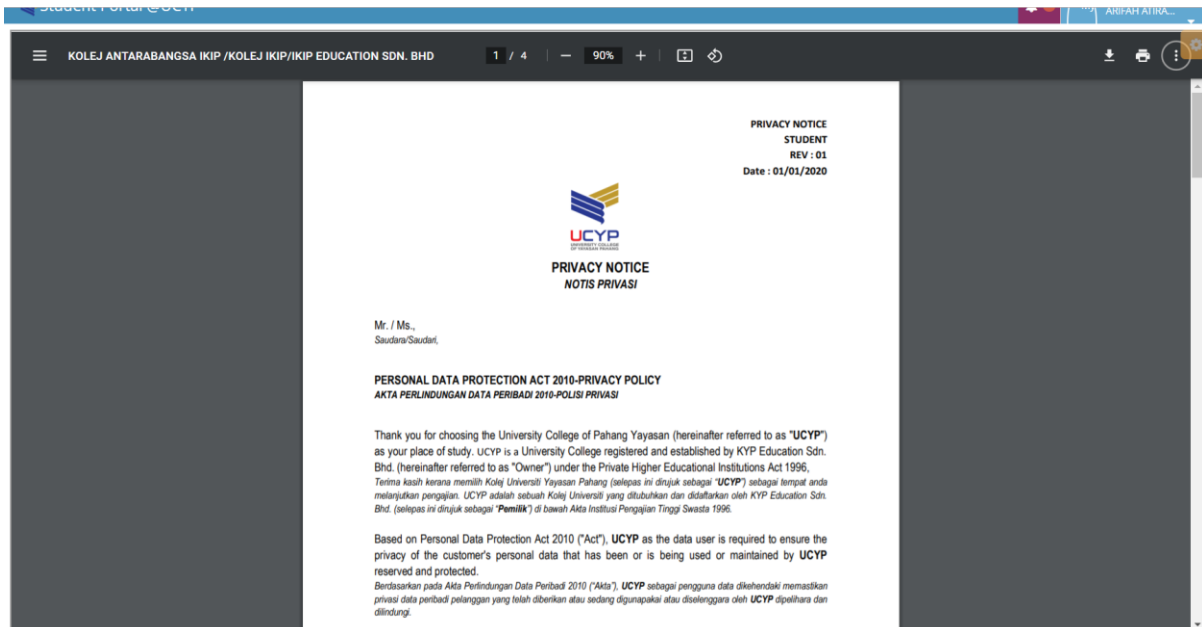 Student Portal@UCYP
ARIFAH ATIRA...
KOLEJ ANTARABANGSA IKIP /KOLEJ IKIP/IKIP EDUCATION SDN. BHD
1 / 4
90%
PRIVACY NOTICE
STUDENT
REV : 01
Date : 01/01/2020
UCYP
UNIVERSITY COLLEGE
OF YAYASAN PAHANG
PRIVACY NOTICE
NOTIS PRIVASI
Mr. / Ms.,
Saudara/Saudari,
PERSONAL DATA PROTECTION ACT 2010-PRIVACY POLICY
AKTA PERLINDUNGAN DATA PERIBADI 2010-POLISI PRIVASI
Thank you for choosing the University College of Pahang Yayasan (hereinafter referred to as "UCYP")
as your place of study. UCYP is a University College registered and established by KYP Education Sdn.
Bhd. (hereinafter referred to as "Owner") under the Private Higher Educational Institutions Act 1996,
Terima kasih kerana memilih Kolej Universiti Yayasan Pahang (selepas ini dirujuk sebagai "UCYP") sebagai tempat anda
melanjutkan pengajian. UCYP adalah sebuah Kolej Universiti yang ditubuhkan dan didaftarkan oleh KYP Education Sdn.
Bhd. (selepas ini dirujuk sebagai "Pemilik") di bawah Akta Institusi Pengajian Tinggi Swasta 1996.
Based on Personal Data Protection Act 2010 ("Act"), UCYP as the data user is required to ensure the
privacy of the customer's personal data that has been or is being used or maintained by UCYP
reserved and protected.
Berdasarkan pada Akta Perlindungan Data Peribadi 2010 ("Akta"), UCYP sebagai pengguna data dikehendaki memastikan
privasi data peribadi pelanggan yang telah diberikan atau sedang digunapakai atau diselenggara oleh UCYP dipelihara dan
dilindungi.